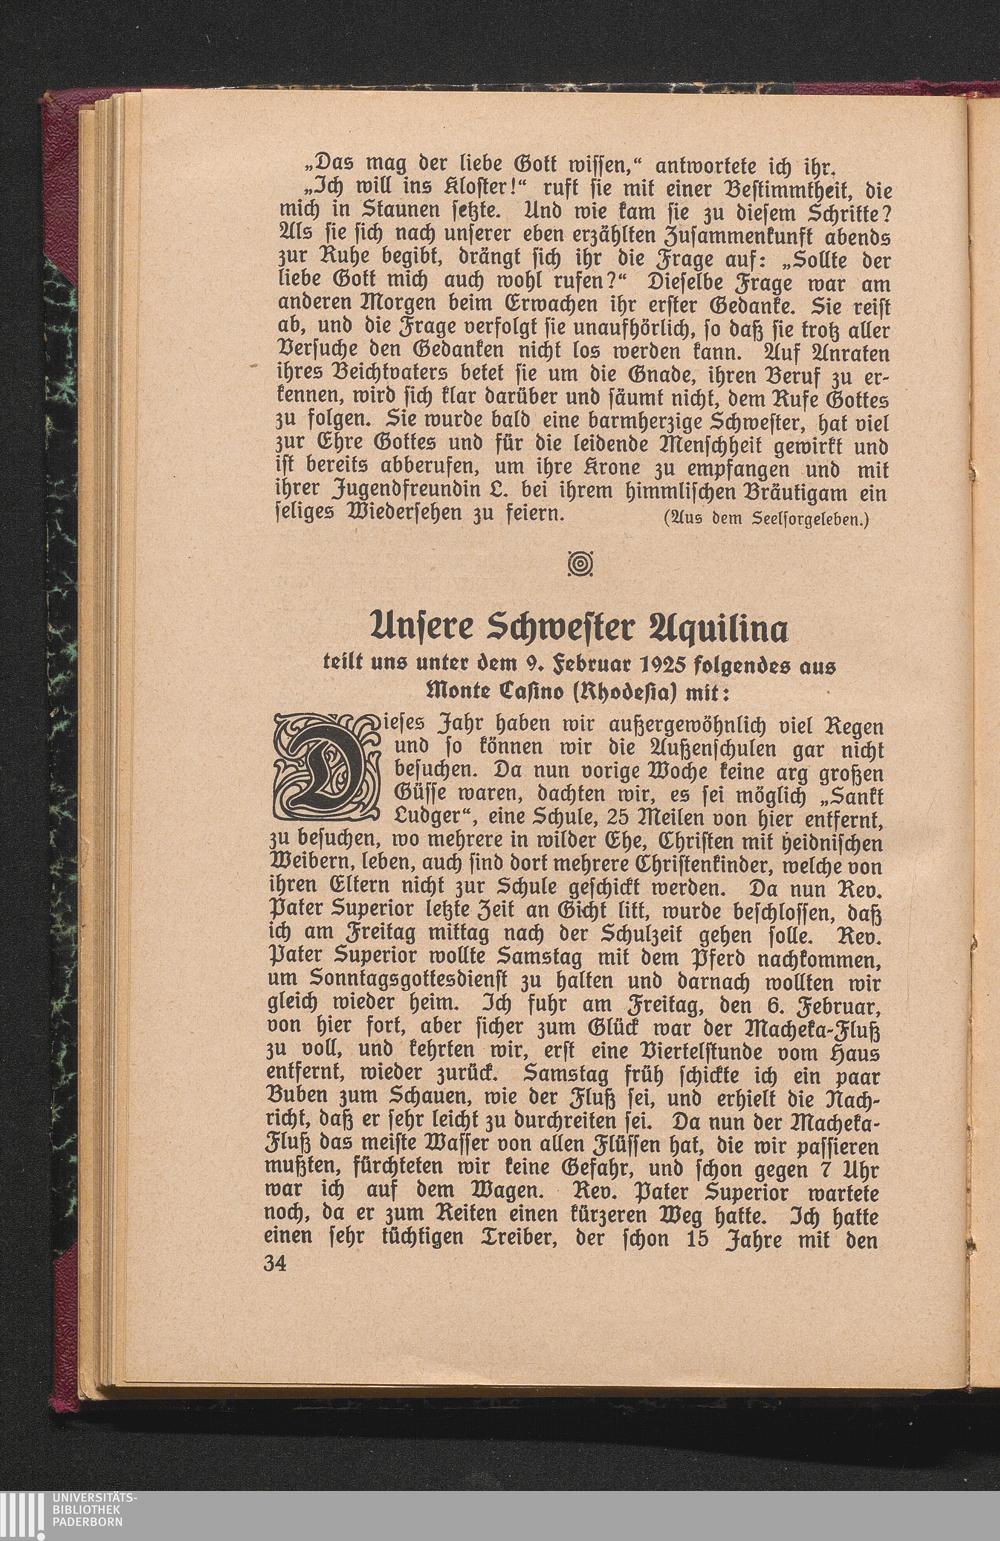 „Das mag der liebe Gott wissen,“ antwortete ich ihr.
„Ich will ins Kloster!“ ruft sie mit einer Bestimmtheit, die
mich in Staunen setzte. Und wie kam sie zu diesem Schritte?
Als sie sich nach unserer eben erzählten Zusammenkunft abends
zur Ruhe begibt, drängt sich ihr die Frage auf: „Sollte der
liebe Gott mich auch wohl rufen?“ Dieselbe Frage war am
anderen Morgen beim Erwachen ihr erster Gedanke. Sie reist
ab, und die Frage verfolgt sie unaufhörlich, so daß sie trotz aller
Versuche den Gedanken nicht los werden kann. Auf Anraten
ihres Beichtvaters betet sie um die Gnade, ihren Beruf zu er-
kennen, wird sich klar darüber und säumt nicht, dem Rufe Gottes
zu folgen. Sie wurde bald eine barmherzige Schwester, hat viel
zur Ehre Gottes und für die leidende Menschheit gewirkt und
ist bereits abberufen, um ihre Krone zu empfangen und mit
ihrer Jugendfreundin L. bei ihrem himmlischen Bräutigam ein
seliges Wiedersehen zu feiern. (Aus dem Seelsorgeleben.)
Unsere Schwester Aquilina
teilt uns unter dem 9. Februar 1925 folgendes aus
Monte Casino (Rhodesia) mit:
Dieses Jahr haben wir außergewöhnlich viel Regen
und so können wir die Außenschulen gar nicht
besuchen. Da nun vorige Woche keine arg großen
Güsse waren, dachten wir, es sei möglich „Sankt
Ludger“, eine Schule, 25 Meilen von hier entfernt,
zu besuchen, wo mehrere in wilder Ehe, Christen mit heidnischen
Weibern, leben, auch sind dort mehrere Christenkinder, welche von
ihren Eltern nicht zur Schule geschickt werden. Da nun Rev.
Pater Superior letzte Zeit an Gicht litt, wurde beschlossen, daß
ich am Freitag mittag nach der Schulzeit gehen solle. Rev.
Pater Superior wollte Samstag mit dem Pferd nachkommen,
um Sonntagsgottesdienst zu halten und darnach wollten wir
gleich wieder heim. Ich fuhr am Freitag, den 6. Februar,
von hier fort, aber sicher zum Glück war der Macheka-Fluß
zu voll, und kehrten wir, erst eine Viertelstunde vom Haus
entfernt, wieder zurück. Samstag früh schickte ich ein paar
Buben zum Schauen, wie der Fluß sei, und erhielt die Nach-
richt, daß er sehr leicht zu durchreiten sei. Da nun der Macheka-
Fluß das meiste Wasser von allen Flüssen hat, die wir passieren
mußten, fürchteten wir keine Gefahr, und schon gegen 7 Uhr
war ich auf dem Wagen. Rev. Pater Superior wartete
noch, da er zum Reiten einen kürzeren Weg hatte. Ich hatte
einen sehr tüchtigen Treiber, der schon 15 Jahre mit den
34
UNIVERSITÄTS-
BIBLIOTHEK
PADERBORN